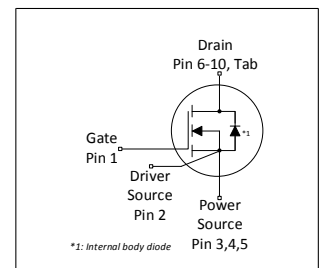 Drain
Pin 6-10, Tab
*1
Gate
Pin 1
Driver
Source
Pin 2
Power
Source
Pin 3,4,5
*1: Internal body diode